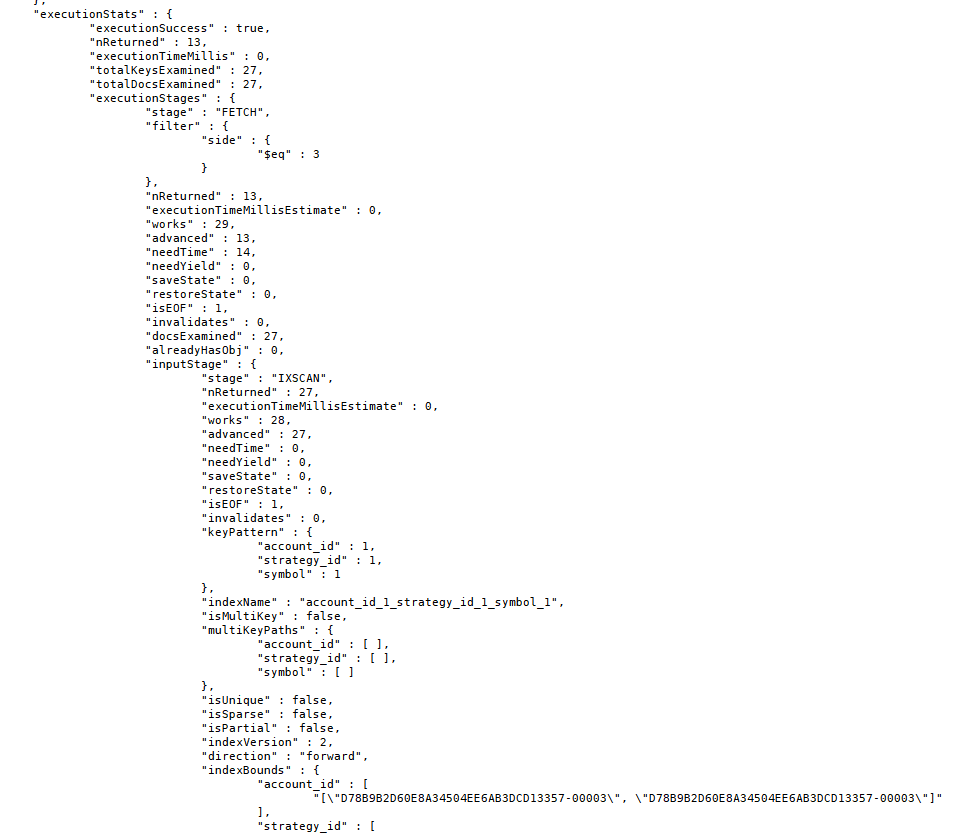 },
"executionStats" : {
"executionSuccess" : true,
"nReturned" : 13,
"executionTimeMillis" : 0,
"totalKeysExamined" : 27,
"totalDocsExamined" : 27,
"executionStages" : {
"stage" : "FETCH",
"filter" : {
"side" : {
"$eq" : 3
}
},
"nReturned" : 13,
"executionTimeMillisEstimate" : 0,
"works" : 29,
"advanced" : 13,
"needTime" : 14,
"needYield" : 0,
"saveState" : 0,
"restoreState" : 0,
"isEOF" : 1,
"invalidates" : 0,
"docsExamined" : 27,
"alreadyHasObj" : 0,
"inputStage" : {
"stage" : "IXSCAN",
"nReturned" : 27,
"executionTimeMillisEstimate" : 0,
"works" : 28,
"advanced" : 27,
"needTime" : 0,
"needYield" : 0,
"saveState" : 0,
"restoreState" : 0,
"isEOF" : 1,
"invalidates" : 0,
"keyPattern" : {
"account_id" : 1,
"strategy_id" : 1,
"symbol" : 1
},
"indexName" : "account_id_1_strategy_id_1_symbol_1",
"isMultiKey" : false,
"multiKeyPaths" : {
"account_id" : [ ],
"strategy_id" : [ ],
"symbol" : [ ]
},
"isUnique" : false,
"isSparse" : false,
"isPartial" : false,
"indexVersion" : 2,
"direction" : "forward",
"indexBounds" : {
"account_id" : [
"[\"D78B9B2D60E8A34504EE6AB3DCD13357-00003\", \"D78B9B2D60E8A34504EE6AB3DCD13357-00003\"]"
],
"strategy_id" : [